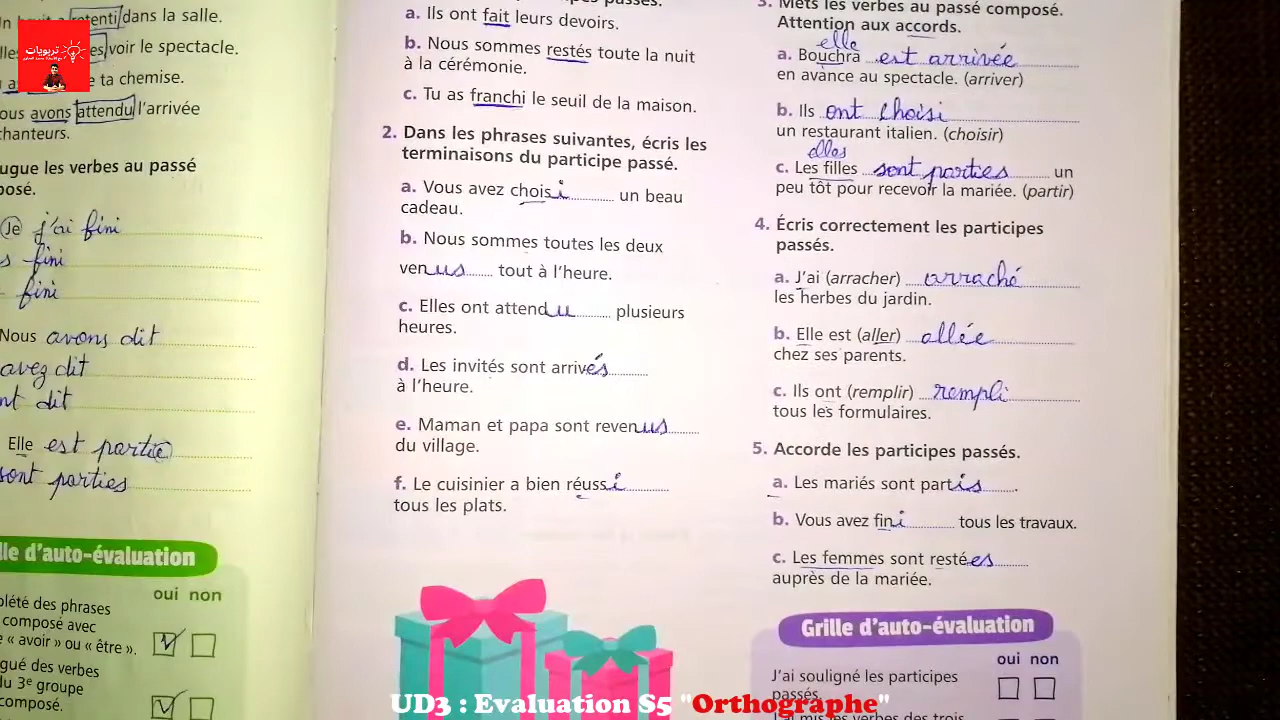 retenti dans la salle.
voir le spectacle.
ta chemise.
avons attendu l'arrivée
chanteurs.
تربويات
ugue les verbes au passé
posé.
Je j'ai fini
s fini
fini
Nous avons dit
avez dit
nt dit
Elle est partie
sont parties
lle d'auto-évaluation
oui non
plété des phrases
composé avec
« avoir » ou « être ».
gué des verbes
du 3e groupe
composé.
passés.
a. Ils ont fait leurs devoirs.
b. Nous sommes restés toute la nuit
à la cérémonie.
c. Tu as franchi le seuil de la maison.
2. Dans les phrases suivantes, écris les
terminaisons du participe passé.
a. Vous avez choisi un beau
cadeau.
b. Nous sommes toutes les deux
venus tout à l'heure.
c. Elles ont attendu plusieurs
heures.
d. Les invités sont arrivés
à l'heure.
e. Maman et papa sont revenus
du village.
f. Le cuisinier a bien réussi
tous les plats.
3. Mets les verbes au passé composé.
Attention aux accords.
elle
a. Bouchra est arrivée
en avance au spectacle. (arriver)
b. Ils ont choisi
un restaurant italien. (choisir)
elles
c. Les filles sont parties un
peu tôt pour recevoir la mariée. (partir)
4. Écris correctement les participes
passés.
a. J'ai (arracher) arraché
les herbes du jardin.
b. Elle est (aller) allée
chez ses parents.
c. Ils ont (remplir) rempli
tous les formulaires.
5. Accorde les participes passés.
a. Les mariés sont partis.
b. Vous avez fini tous les travaux.
c. Les femmes sont restées
auprès de la mariée.
Grille d'auto-évaluation
oui non
J'ai souligné les participes
passés.
J'ai mis les verbes des trois
UD3 : Evaluation S5 "Orthographe"